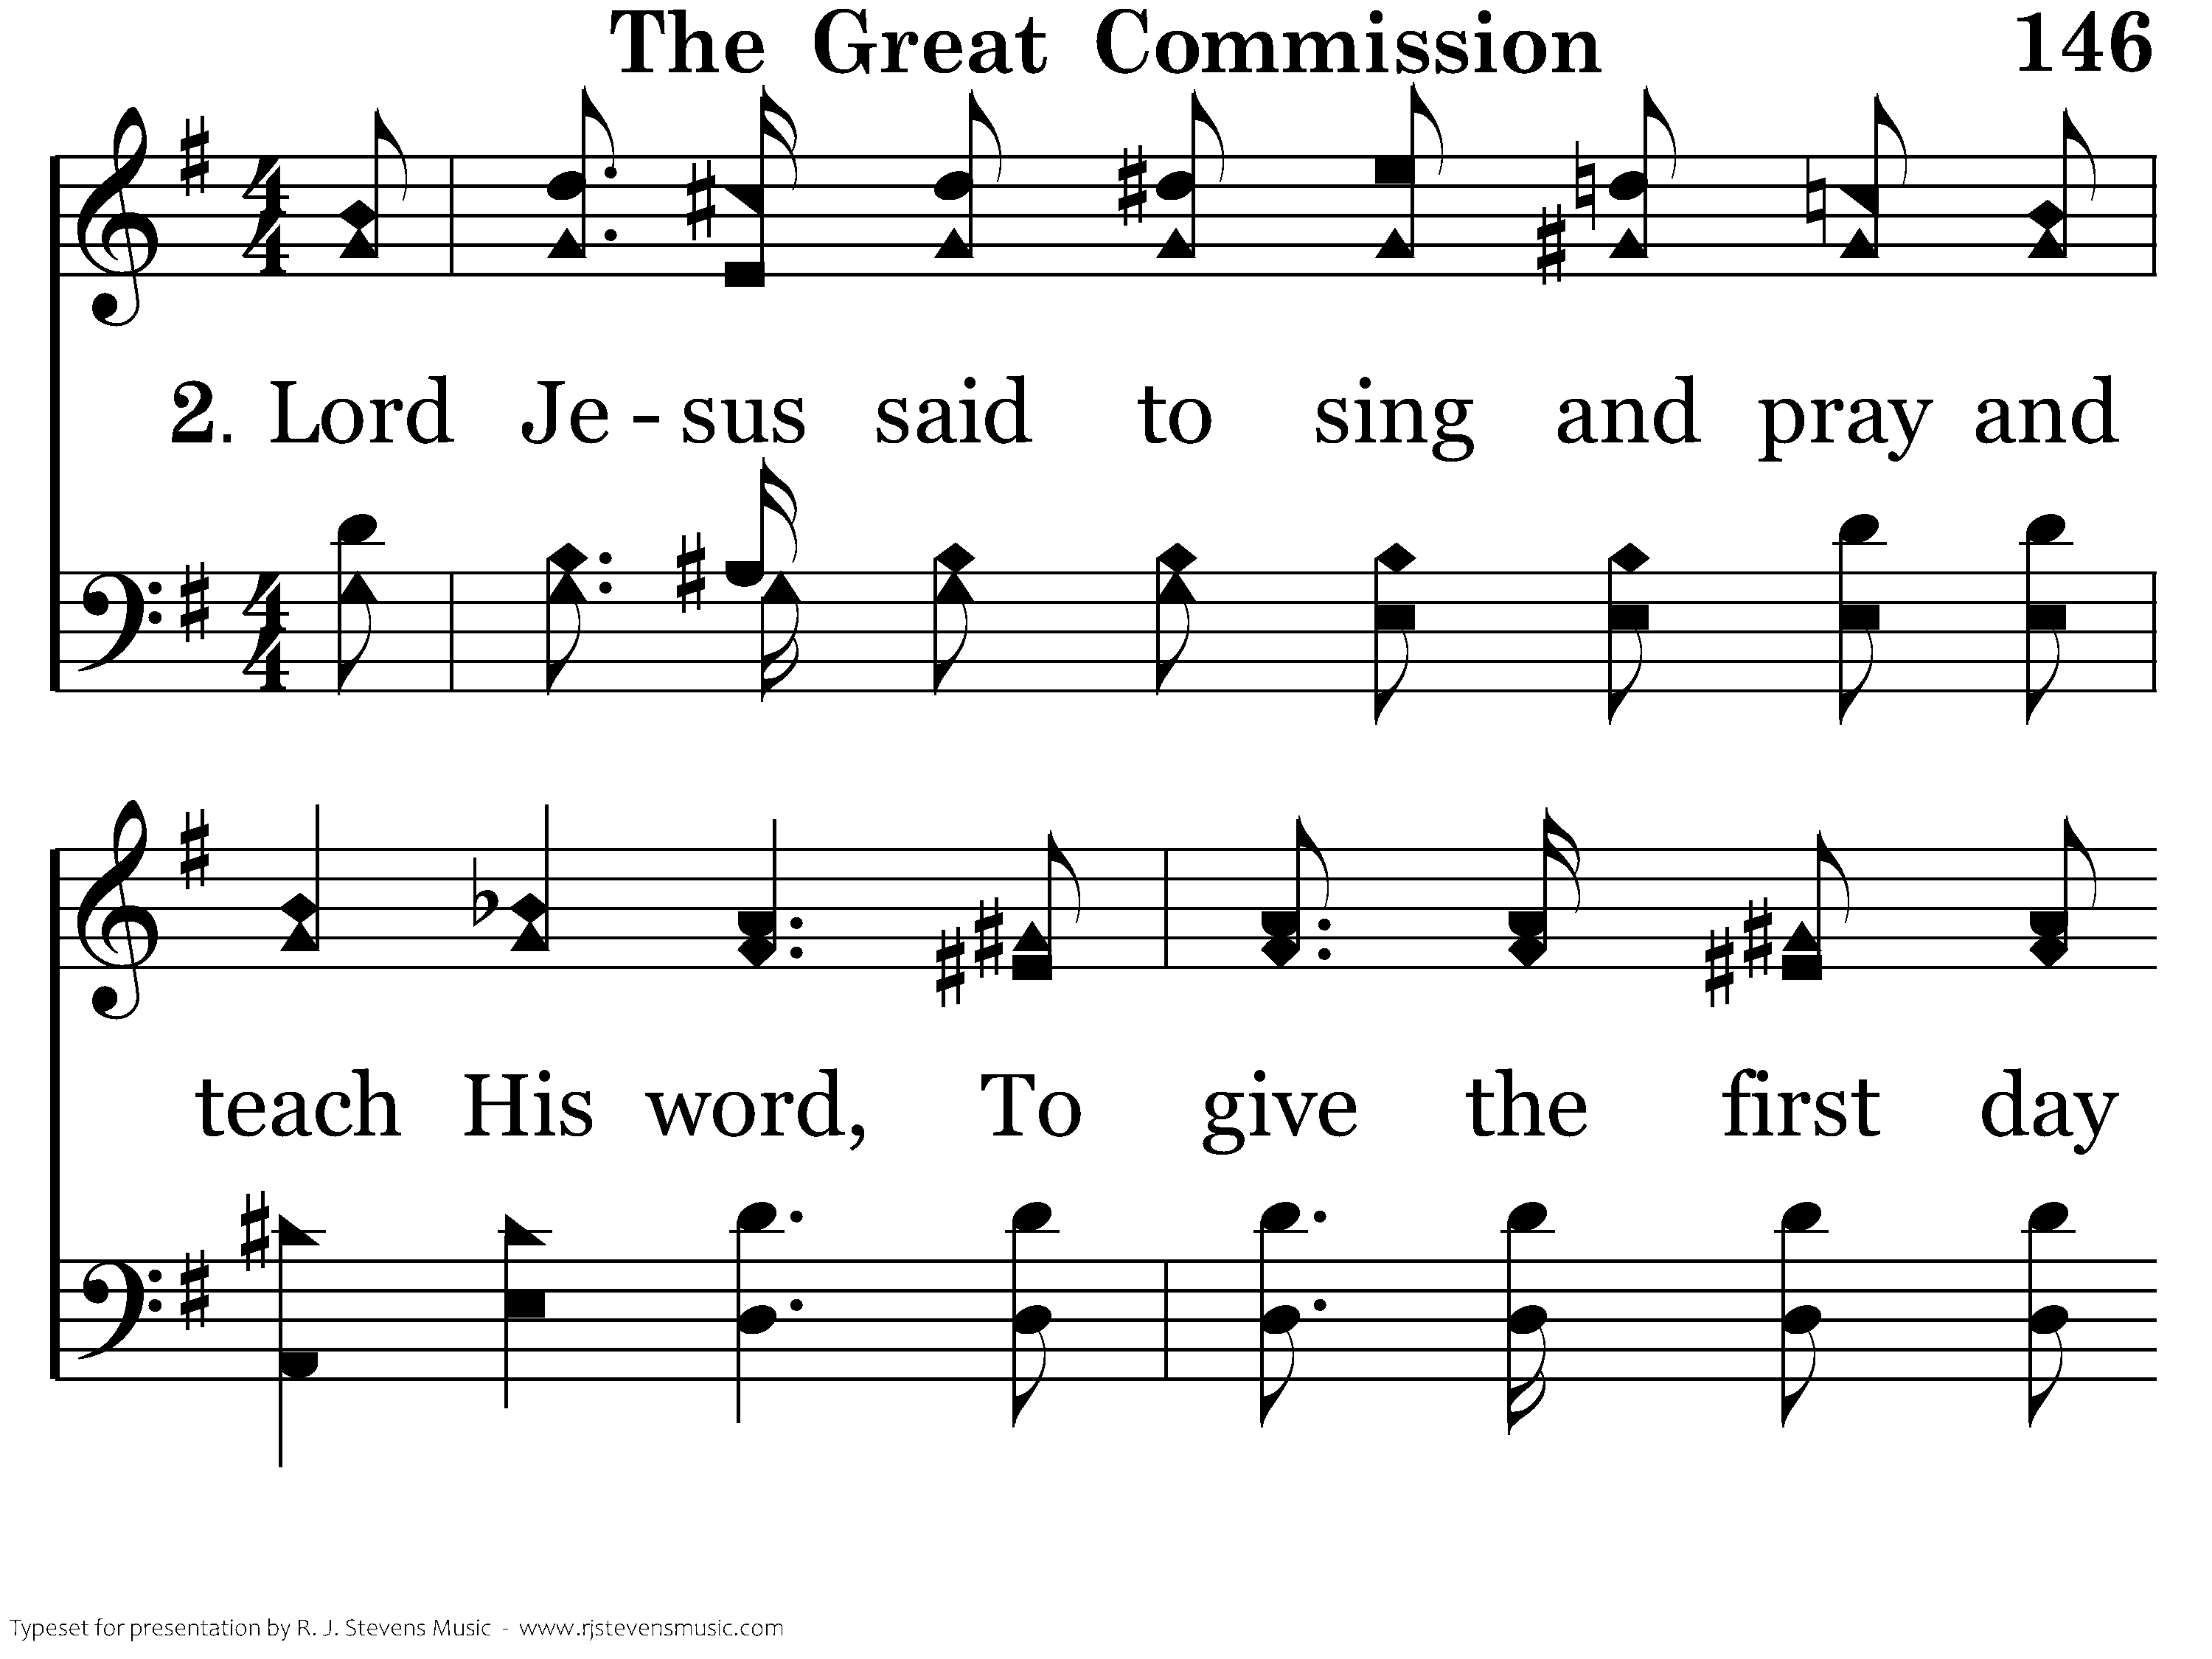 The Great Commission 146
2. Lord Je - sus said to sing and pray and
teach His word, To give the first day
Typeset for presentation by R. J. Stevens Music - www.rjstevensmusic.com